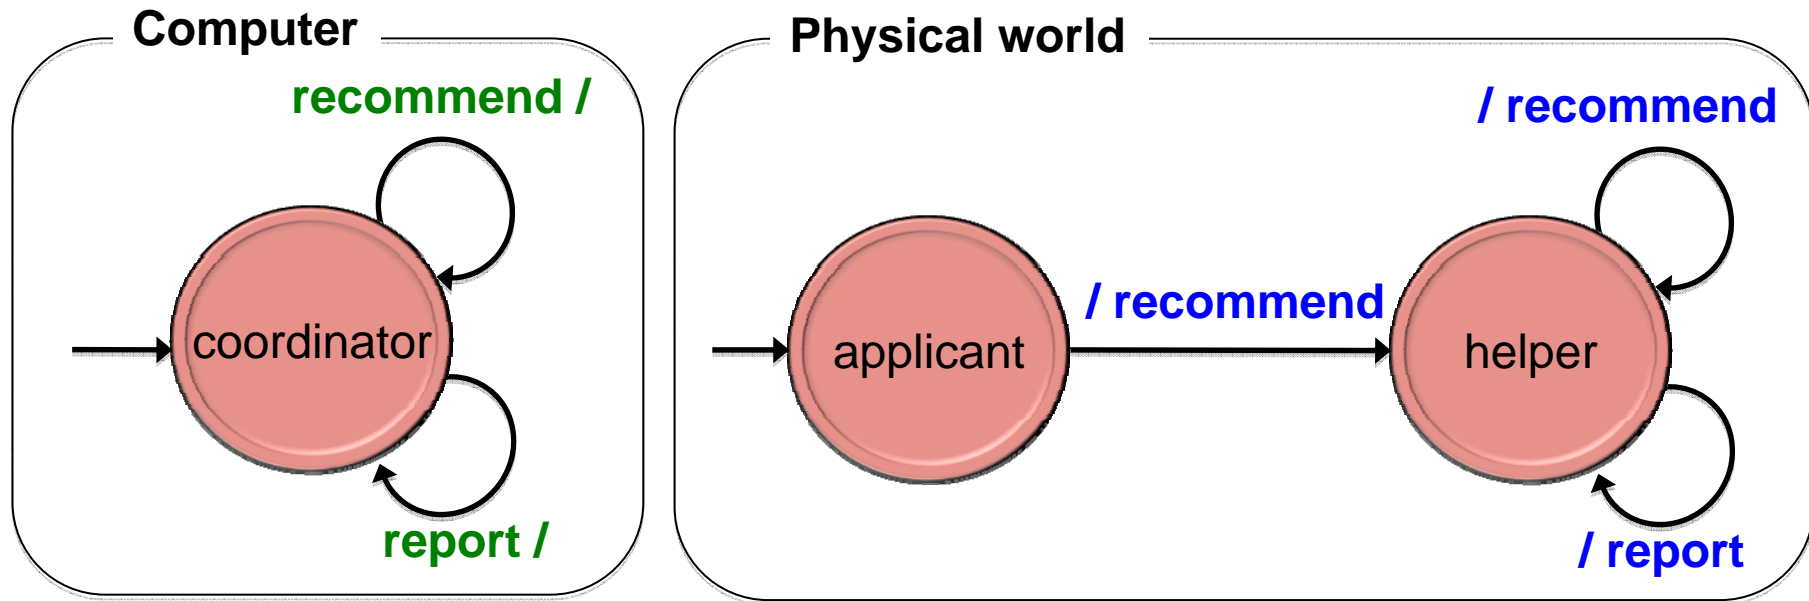 Computer
recommend /
coordinator
report /
Physical world
/ recommend
/ recommend
applicant
helper
/ report